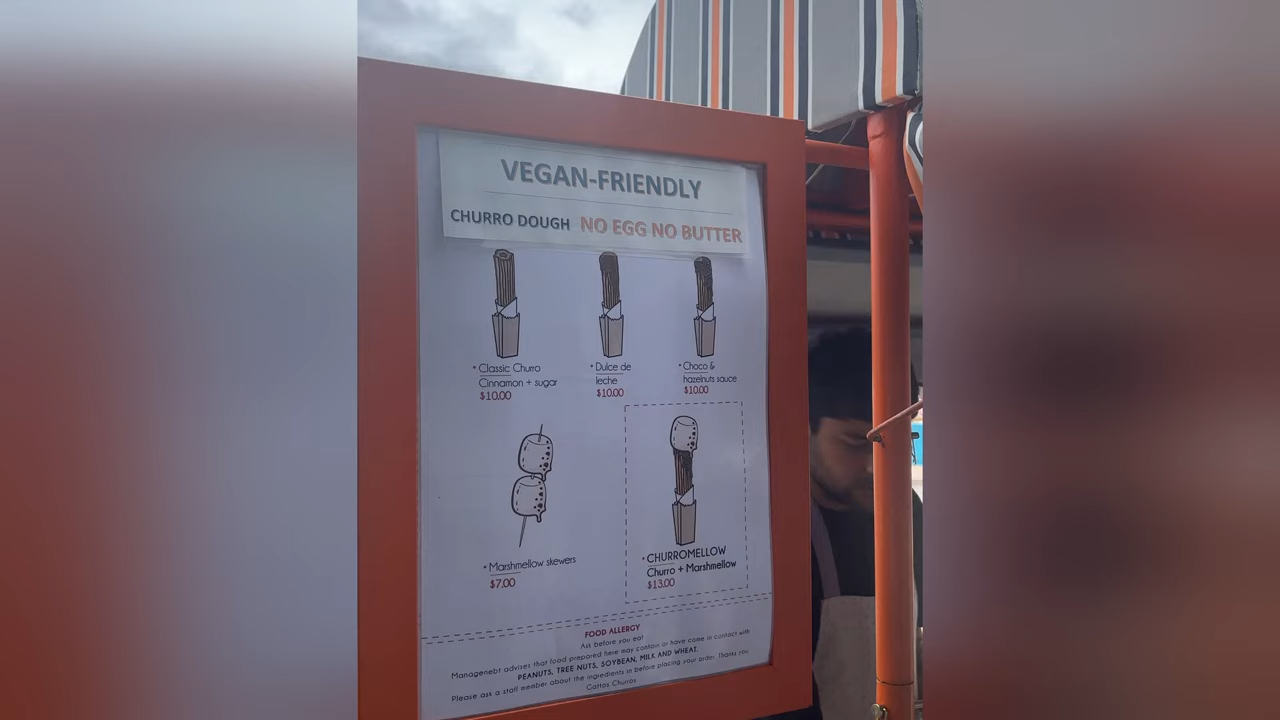 VEGAN-FRIENDLY
CHURRO DOUGH NO EGG NO BUTTER
* Classic Churro
Cinnamon + sugar
$10.00
* Dulce de
leche
$10.00
* Choco &
hazelnuts sauce
$10.00
* Marshmellow skewers
$7.00
* CHURROMELLOW
Churro + Marshmellow
$13.00
FOOD ALLERGY
Ask before you eat
Managenebt advises that food prepared here may contain or have come in contact with
PEANUTS, TREE NUTS, SOYBEAN, MILK AND WHEAT.
Please ask a staff member about the ingredients in before placing your order. Thanks you
Gattos Churros